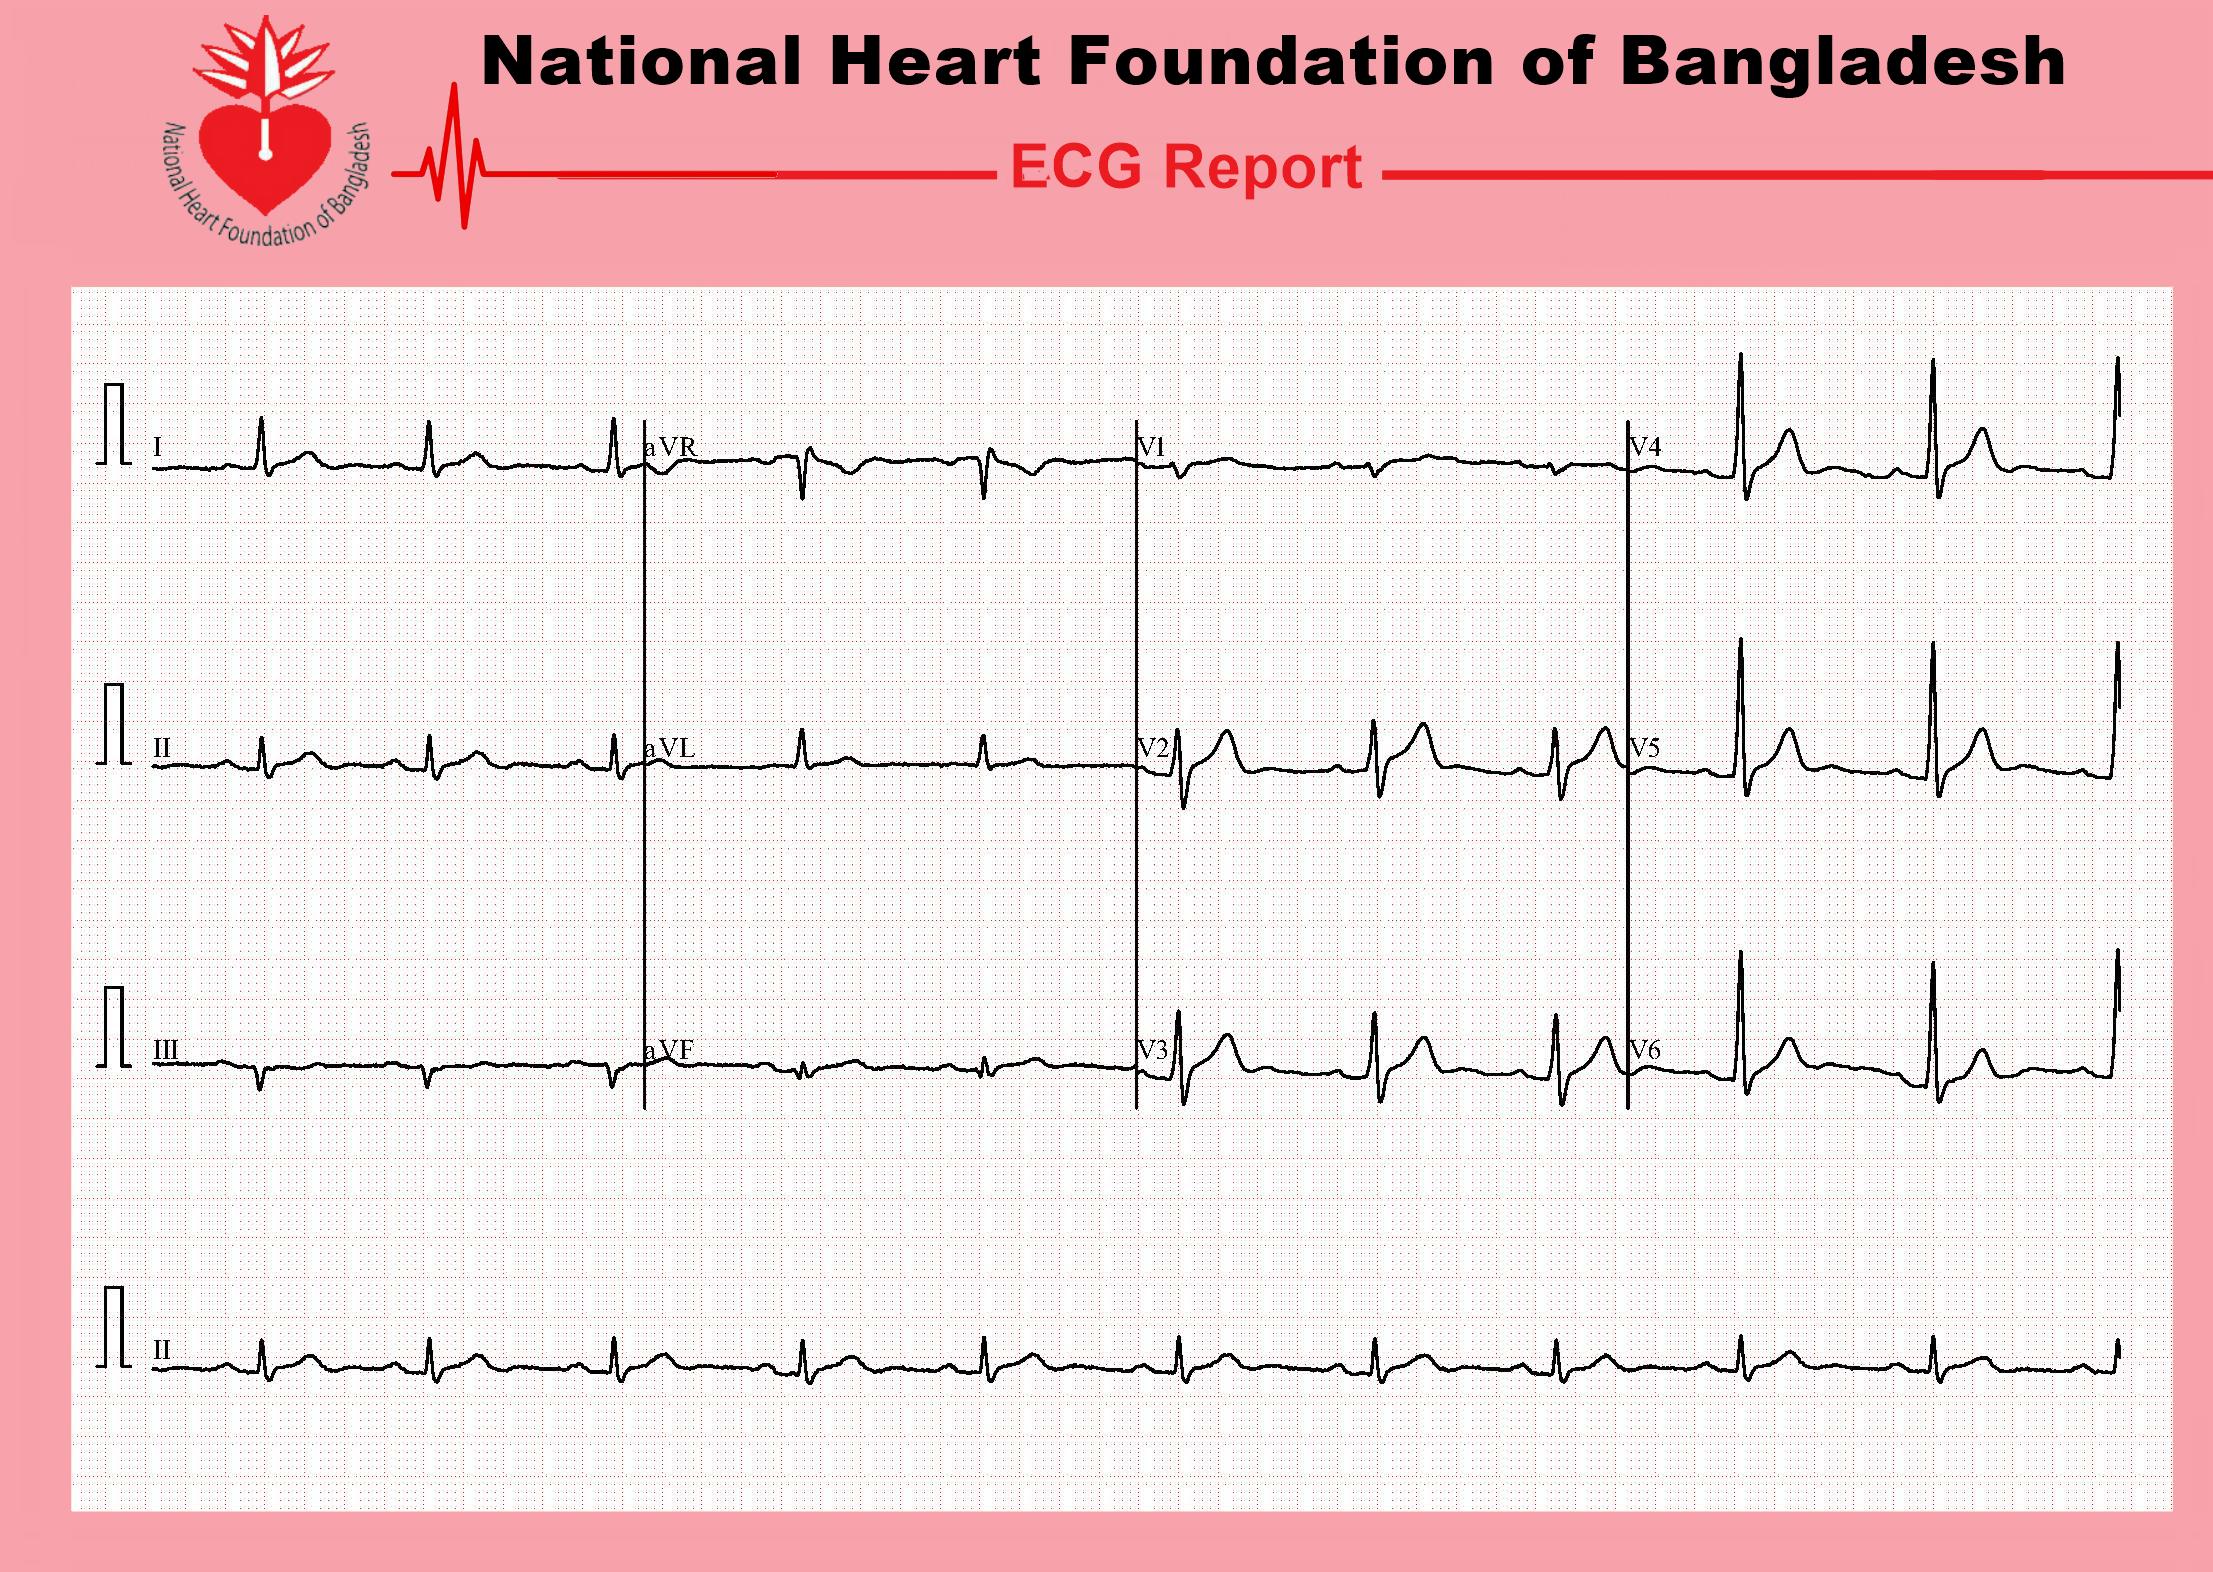 National Heart Foundation of Bangladesh
National Heart Foundation of Bangladesh
ECG Report
I
aVR
V1
V4
II
aVL
V2
V5
III
aVF
V3
V6
II